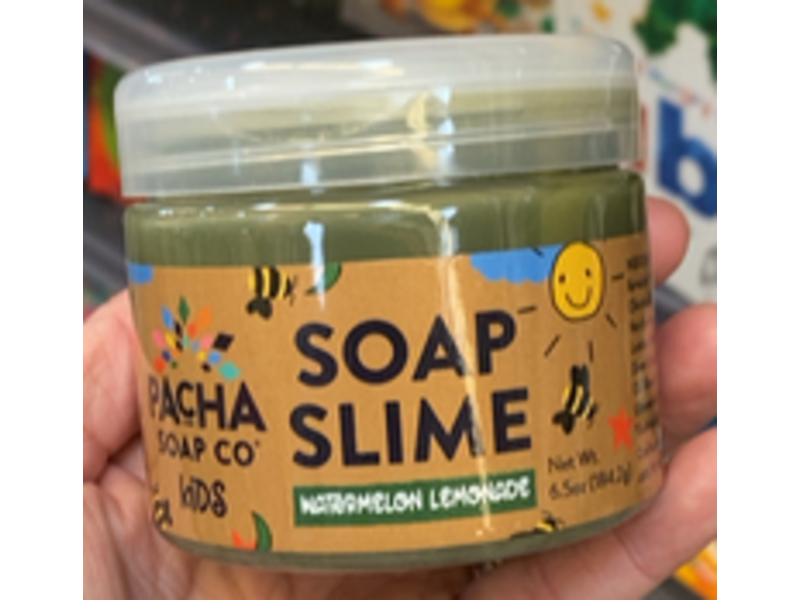 PACHA
SOAP CO
KIDS
SOAP
SLIME
WATERMELON LEMONADE
Net Wt.
6.5oz (184.2g)
b